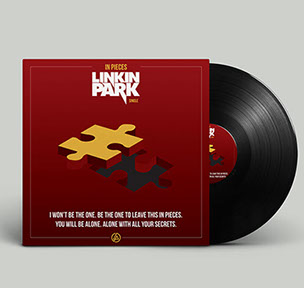 IN PIECES
LINKIN
PARK
SINGLE
I WON'T BE THE ONE. BE THE ONE TO LEAVE THIS IN PIECES.
YOU WILL BE ALONE. ALONE WITH ALL YOUR SECRETS.